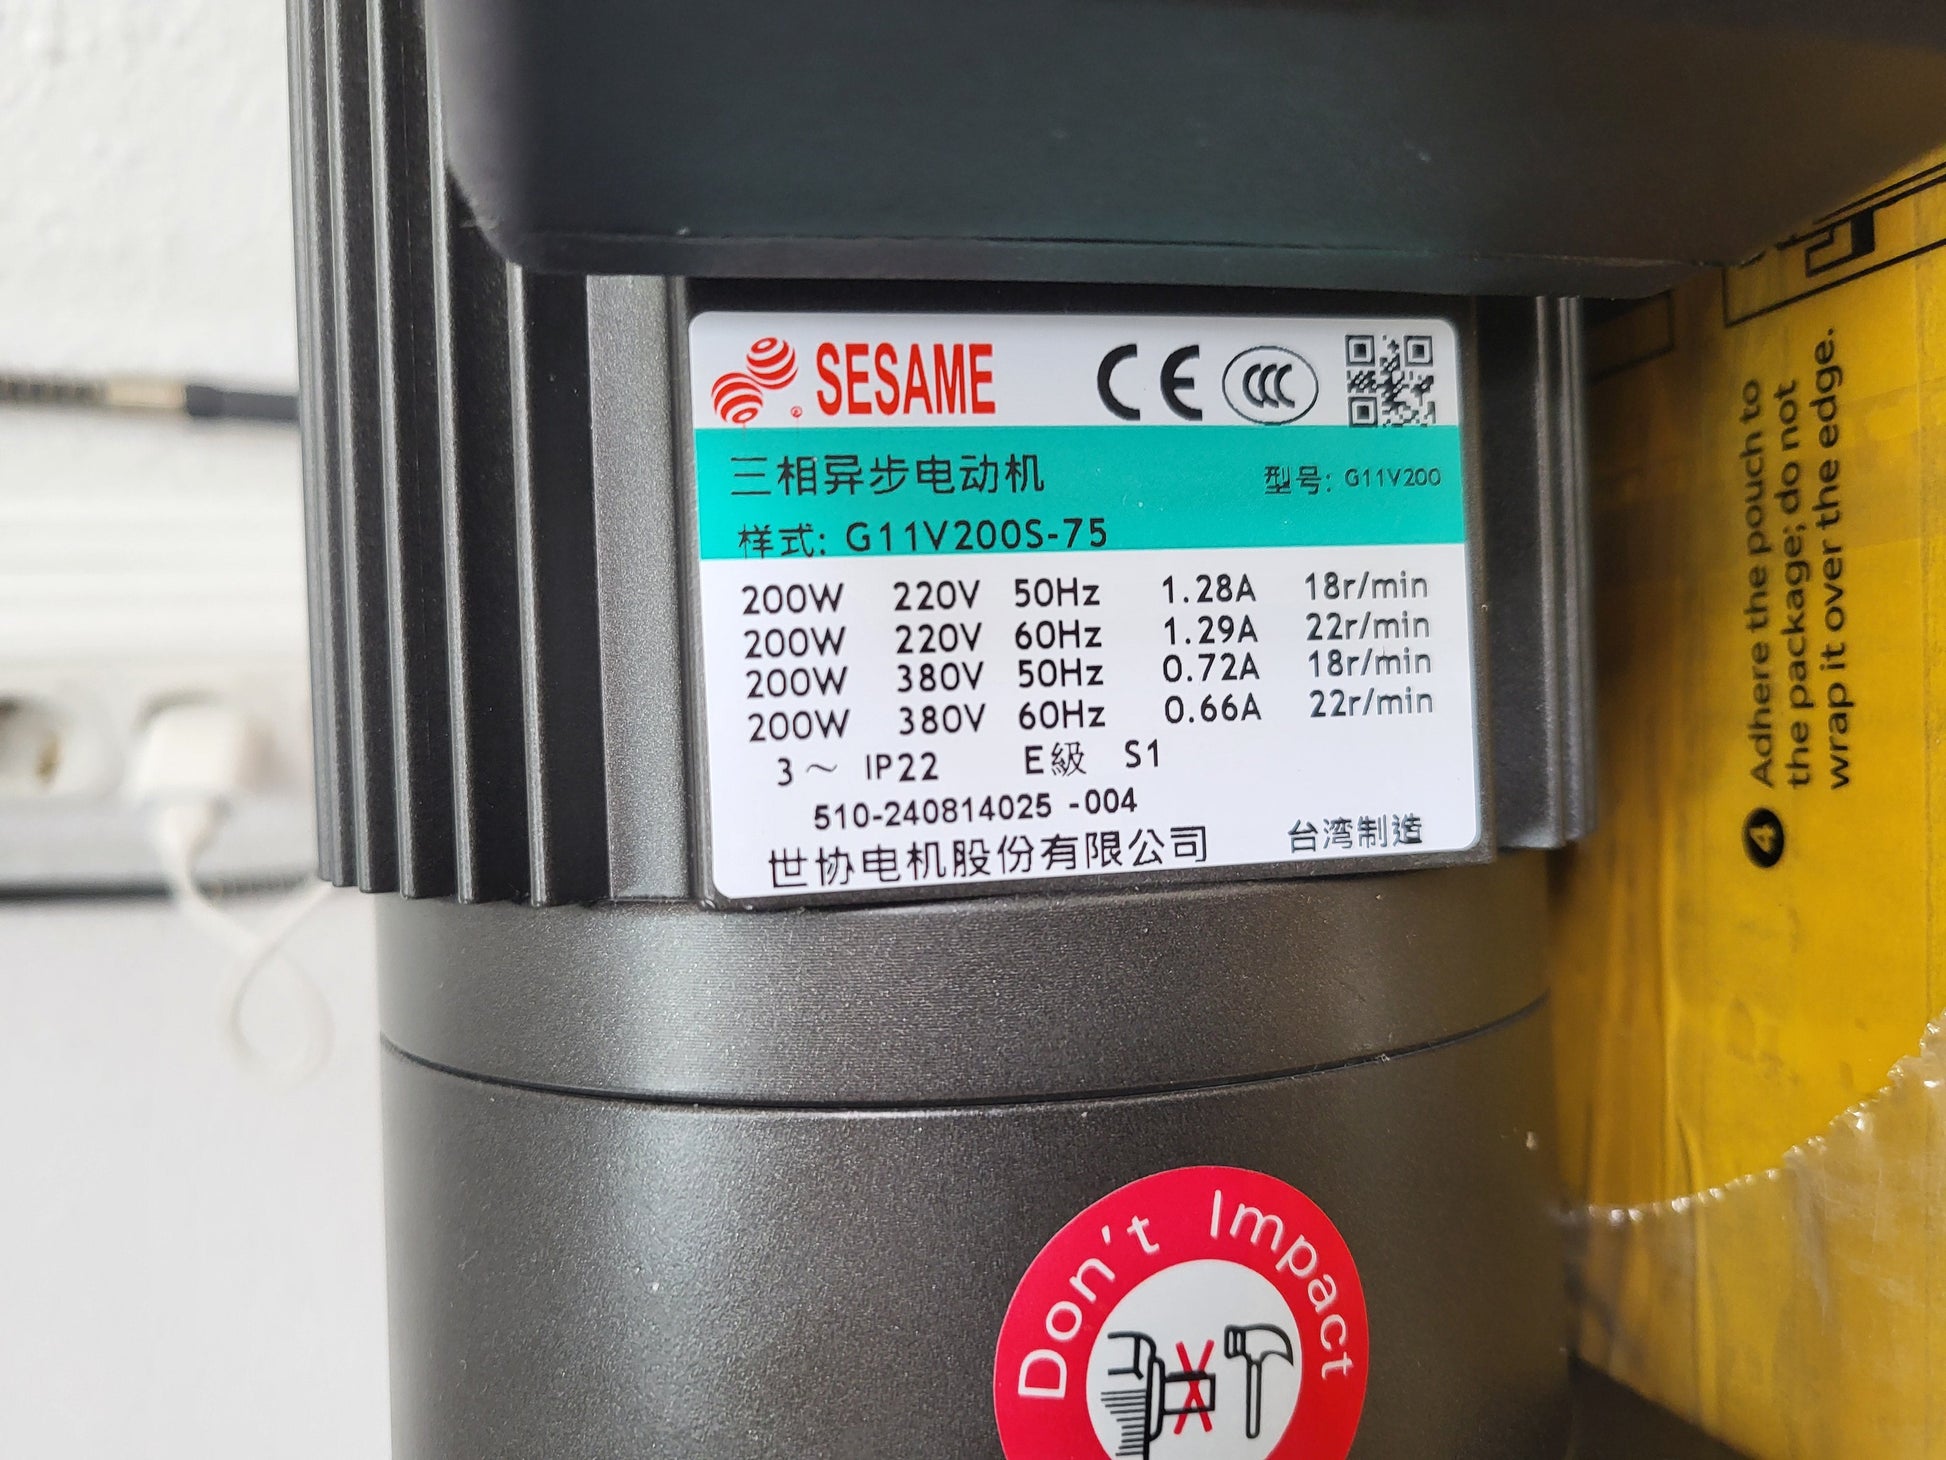 SESAME
CE CCC
三相异步电动机 型号: G11V200
样式: G11V200S-75
200W 220V 50Hz 1.28A 18r/min
200W 220V 60Hz 1.29A 22r/min
200W 380V 50Hz 0.72A 18r/min
200W 380V 60Hz 0.66A 22r/min
3～ IP22 E級 S1
510-240814025 -004
世协电机股份有限公司 台湾制造
Don't Impact
4 Adhere the pouch to
the package; do not
wrap it over the edge.